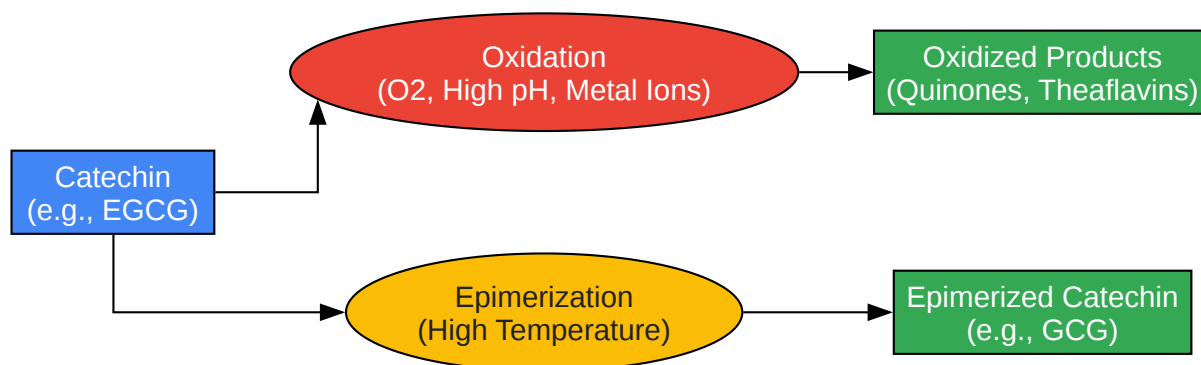 Catechin
(e.g., EGCG)
Oxidation
(O2, High pH, Metal Ions)
Oxidized Products
(Quinones, Theaflavins)
Epimerization
(High Temperature)
Epimerized Catechin
(e.g., GCG)